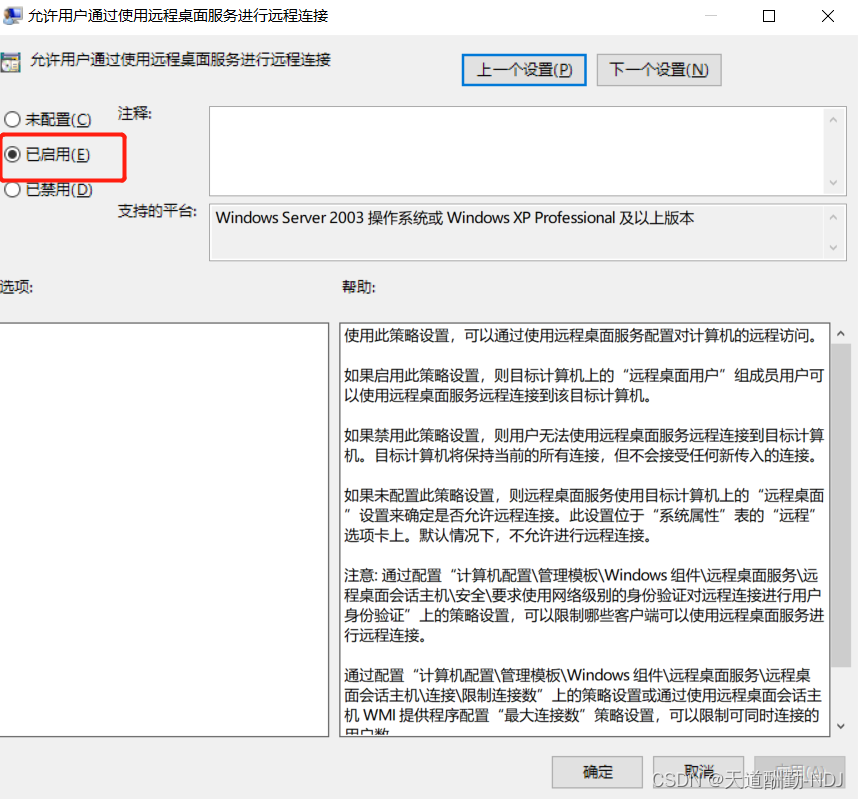 允许用户通过使用远程桌面服务进行远程连接
允许用户通过使用远程桌面服务进行远程连接
上一个设置(P)
下一个设置(N)
未配置(C)
注释:
已启用(E)
已禁用(D)
支持的平台:
Windows Server 2003 操作系统或 Windows XP Professional 及以上版本
选项:
帮助:
使用此策略设置，可以通过使用远程桌面服务配置对计算机的远程访问。
如果启用此策略设置，则目标计算机上的“远程桌面用户”组成员用户可
以使用远程桌面服务远程连接到该目标计算机。
如果禁用此策略设置，则用户无法使用远程桌面服务远程连接到目标计算
机。目标计算机将保持当前的所有连接，但不会接受任何新传入的连接。
如果未配置此策略设置，则远程桌面服务使用目标计算机上的“远程桌面
”设置来确定是否允许远程连接。此设置位于“系统属性”表的“远程”
选项卡上。默认情况下，不允许进行远程连接。
注意: 通过配置“计算机配置\管理模板\Windows 组件\远程桌面服务\远
程桌面会话主机\安全\要求使用网络级别的身份验证对远程连接进行用户
身份验证”上的策略设置，可以限制哪些客户端可以使用远程桌面服务进
行远程连接。
通过配置“计算机配置\管理模板\Windows 组件\远程桌面服务\远程桌
面会话主机\连接\限制连接数”上的策略设置或通过使用远程桌面会话主
机 WMI 提供程序配置“最大连接数”策略设置，可以限制可同时连接的
用户数
确定
取消
应用(A)
CSDN @天道酬勤-NDJ